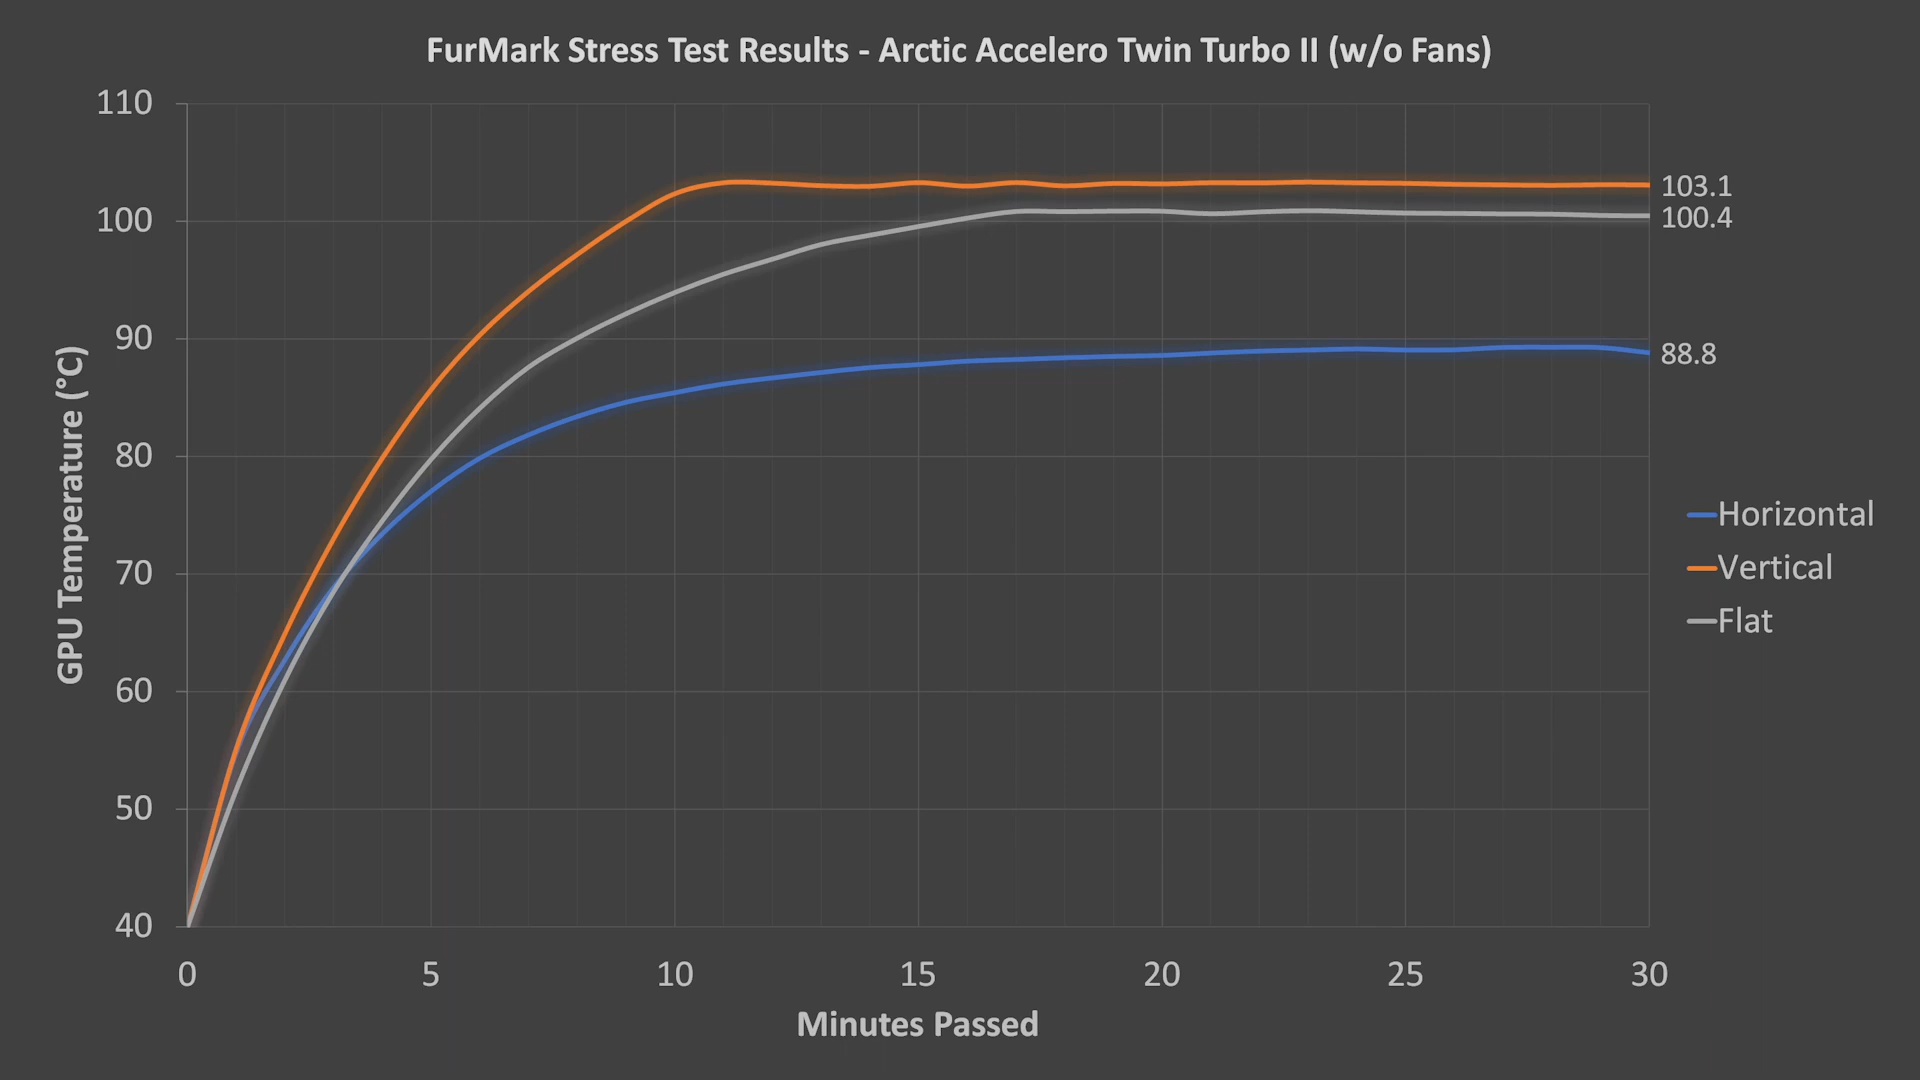 FurMark Stress Test Results - Arctic Accelero Twin Turbo II (w/o Fans)
110
100
90
80
70
60
50
40
GPU Temperature (°C)
103.1
100.4
88.8
Horizontal
Vertical
Flat
0 5 10 15 20 25 30
Minutes Passed